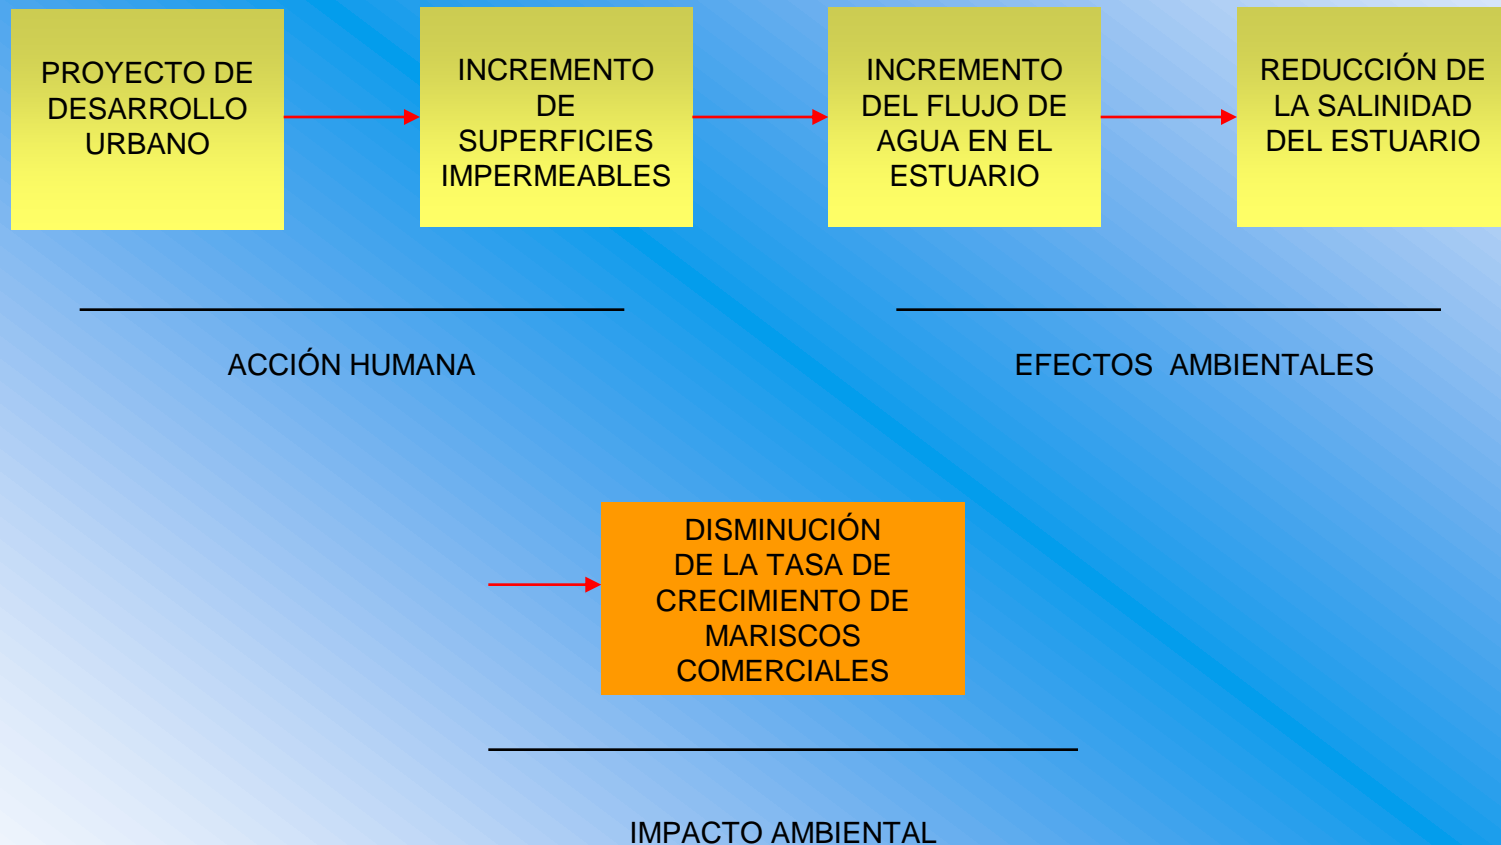 PROYECTO DE
DESARROLLO
URBANO
INCREMENTO
DE
SUPERFICIES
IMPERMEABLES
INCREMENTO
DEL FLUJO DE
AGUA EN EL
ESTUARIO
REDUCCIÓN DE
LA SALINIDAD
DEL ESTUARIO
ACCIÓN HUMANA
EFECTOS AMBIENTALES
DISMINUCIÓN
DE LA TASA DE
CRECIMIENTO DE
MARISCOS
COMERCIALES
IMPACTO AMBIENTAL